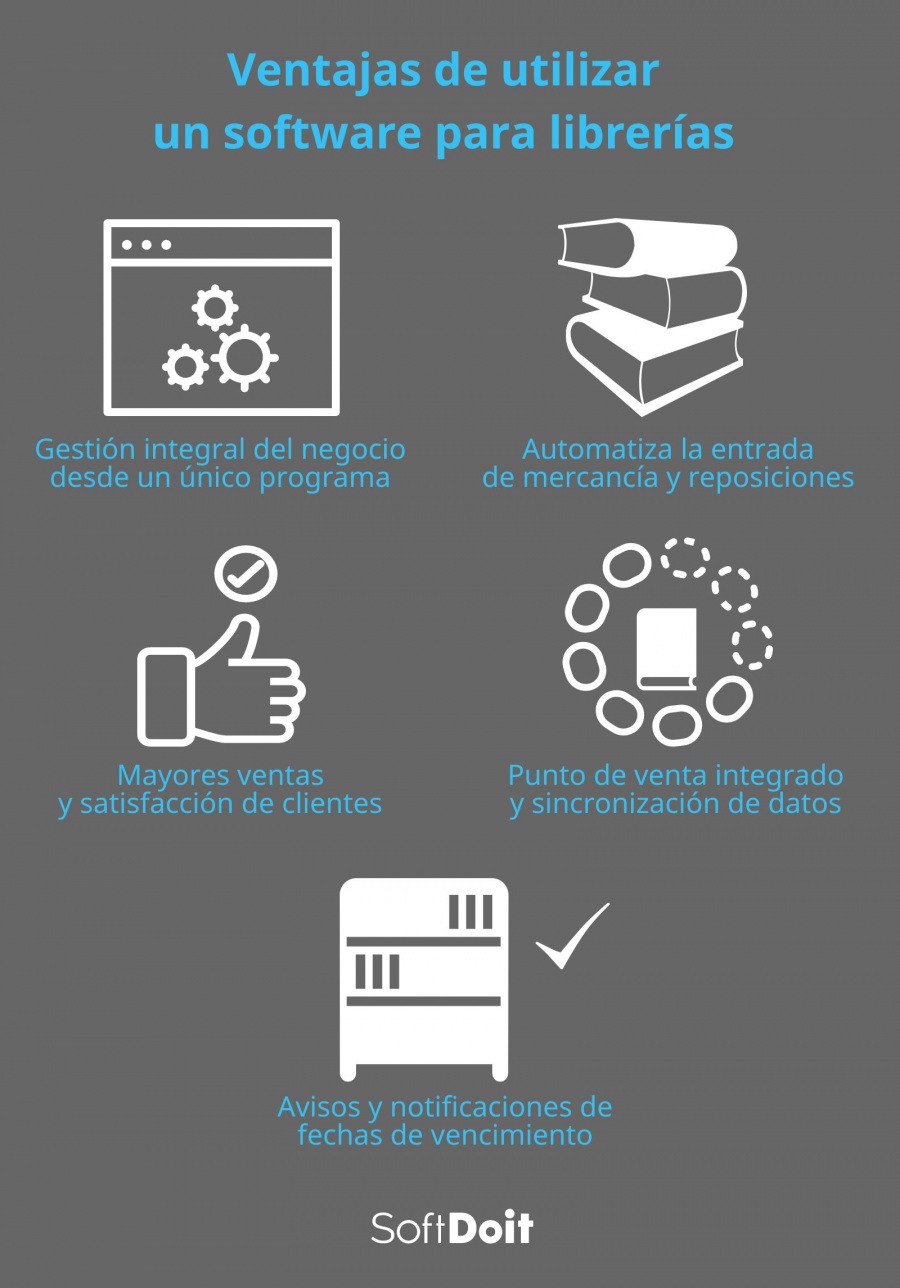 Ventajas de utilizar
un software para librerías
Gestión integral del negocio
desde un único programa
Automatiza la entrada
de mercancía y reposiciones
Mayores ventas
y satisfacción de clientes
Punto de venta integrado
y sincronización de datos
Avisos y notificaciones de
fechas de vencimiento
SoftDoit